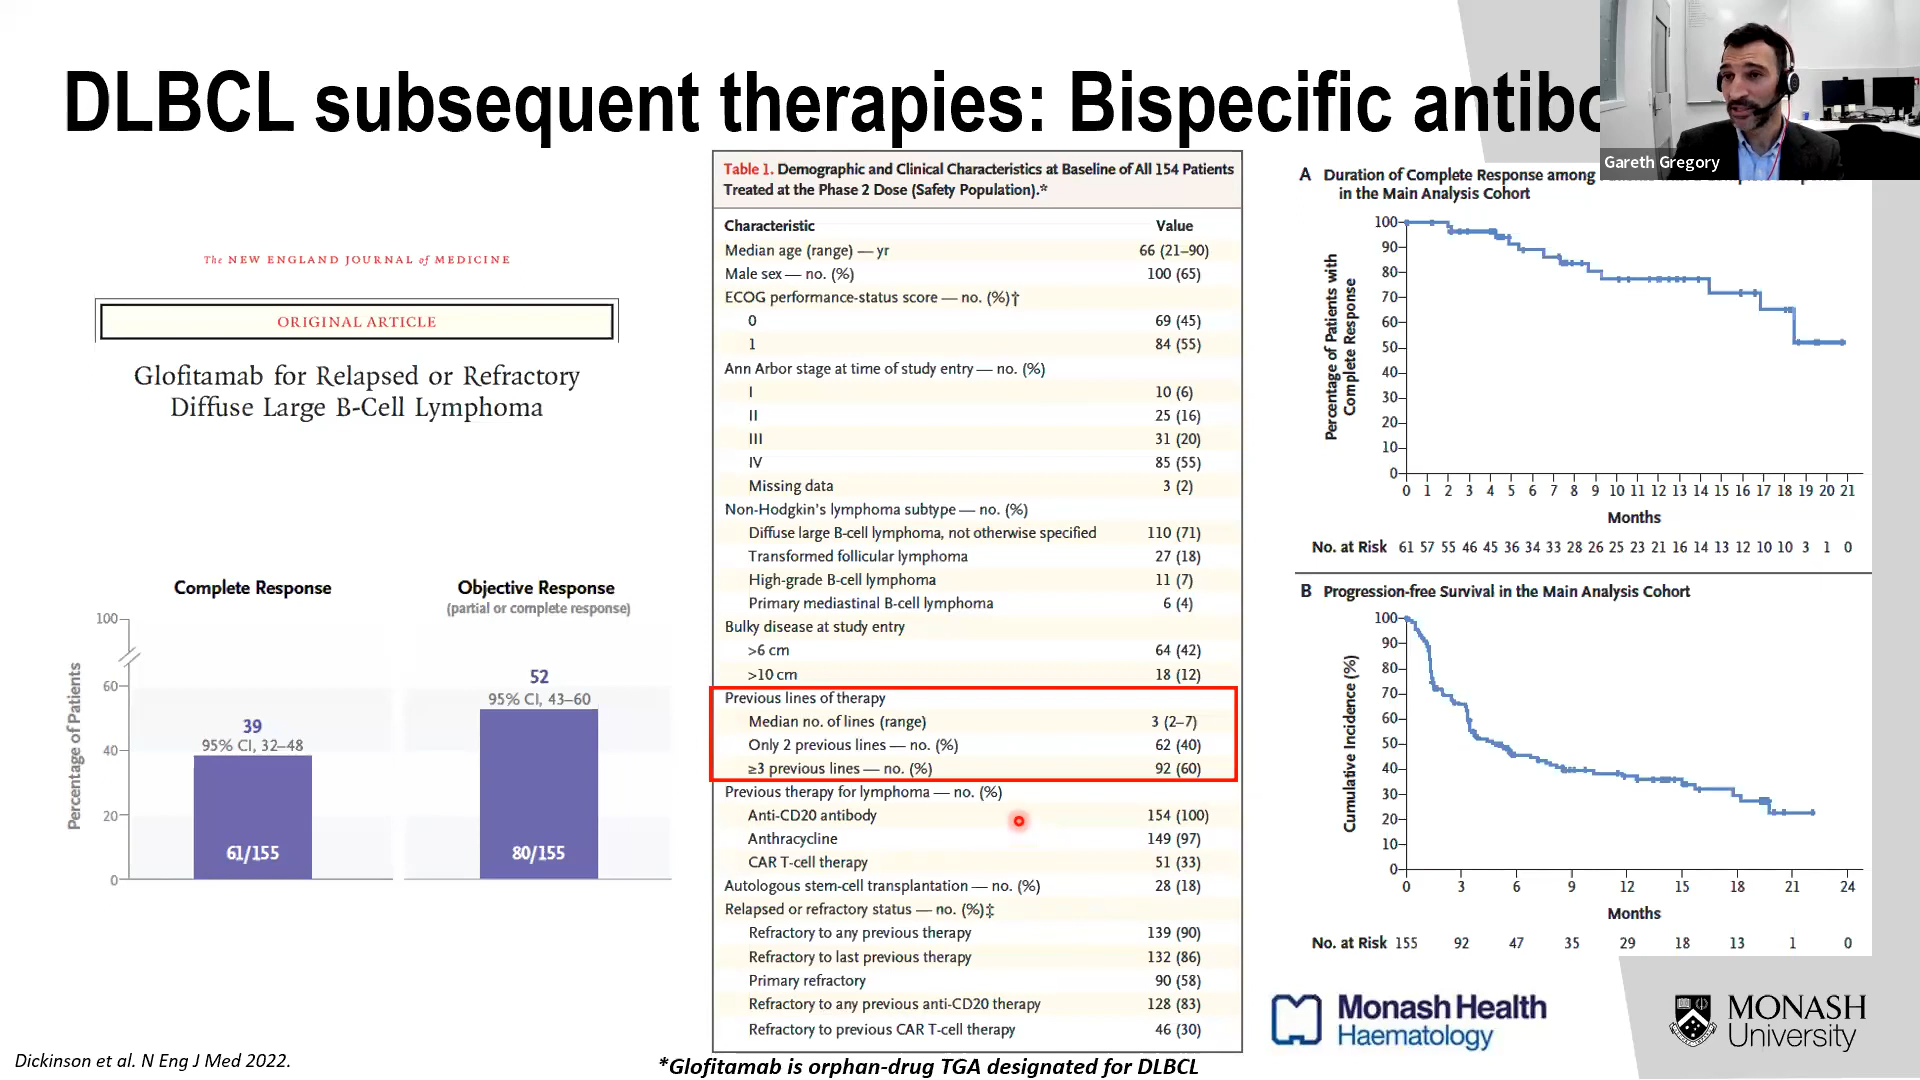 DLBCL subsequent therapies: Bispecific antibo
Gareth Gregory
The NEW ENGLAND JOURNAL of MEDICINE
ORIGINAL ARTICLE
Glofitamab for Relapsed or Refractory
Diffuse Large B-Cell Lymphoma
Complete Response
Objective Response
(partial or complete response)
Percentage of Patients
100
60
40
20
0
39
95% CI, 32–48
61/155
52
95% CI, 43–60
80/155
Table 1. Demographic and Clinical Characteristics at Baseline of All 154 Patients
Treated at the Phase 2 Dose (Safety Population).*
Characteristic Value
Median age (range) — yr 66 (21–90)
Male sex — no. (%) 100 (65)
ECOG performance-status score — no. (%)†
0 69 (45)
1 84 (55)
Ann Arbor stage at time of study entry — no. (%)
I 10 (6)
II 25 (16)
III 31 (20)
IV 85 (55)
Missing data 3 (2)
Non-Hodgkin's lymphoma subtype — no. (%)
Diffuse large B-cell lymphoma, not otherwise specified 110 (71)
Transformed follicular lymphoma 27 (18)
High-grade B-cell lymphoma 11 (7)
Primary mediastinal B-cell lymphoma 6 (4)
Bulky disease at study entry
>6 cm 64 (42)
>10 cm 18 (12)
Previous lines of therapy
Median no. of lines (range) 3 (2–7)
Only 2 previous lines — no. (%) 62 (40)
≥3 previous lines — no. (%) 92 (60)
Previous therapy for lymphoma — no. (%)
Anti-CD20 antibody 154 (100)
Anthracycline 149 (97)
CAR T-cell therapy 51 (33)
Autologous stem-cell transplantation — no. (%) 28 (18)
Relapsed or refractory status — no. (%)‡
Refractory to any previous therapy 139 (90)
Refractory to last previous therapy 132 (86)
Primary refractory 90 (58)
Refractory to any previous anti-CD20 therapy 128 (83)
Refractory to previous CAR T-cell therapy 46 (30)
A Duration of Complete Response among
in the Main Analysis Cohort
Percentage of Patients with
Complete Response
100
90
80
70
60
50
40
30
20
10
0
0 1 2 3 4 5 6 7 8 9 10 11 12 13 14 15 16 17 18 19 20 21
Months
No. at Risk 61 57 55 46 45 36 34 33 28 26 25 23 21 16 14 13 12 10 10 3 1 0
B Progression-free Survival in the Main Analysis Cohort
Cumulative Incidence (%)
100
90
80
70
60
50
40
30
20
10
0
0 3 6 9 12 15 18 21 24
Months
No. at Risk 155 92 47 35 29 18 13 1 0
Monash Health
Haematology
MONASH
University
Dickinson et al. N Eng J Med 2022.
*Glofitamab is orphan-drug TGA designated for DLBCL